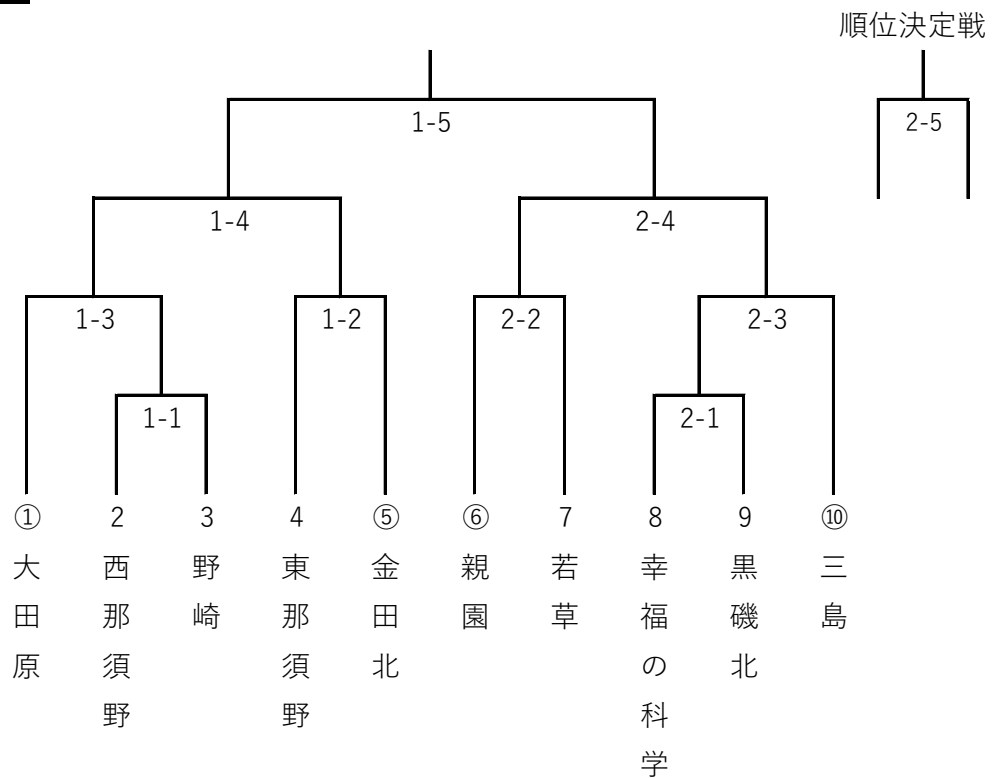 順位決定戦
1-5
2-5
1-4
2-4
1-3
1-2
2-2
2-3
1-1
2-1
①
2
3
4
⑤
⑥
7
8
9
⑩
大田原
西那須野
野崎
東那須野
金田北
親園
若草
幸福の科学
黒磯北
三島